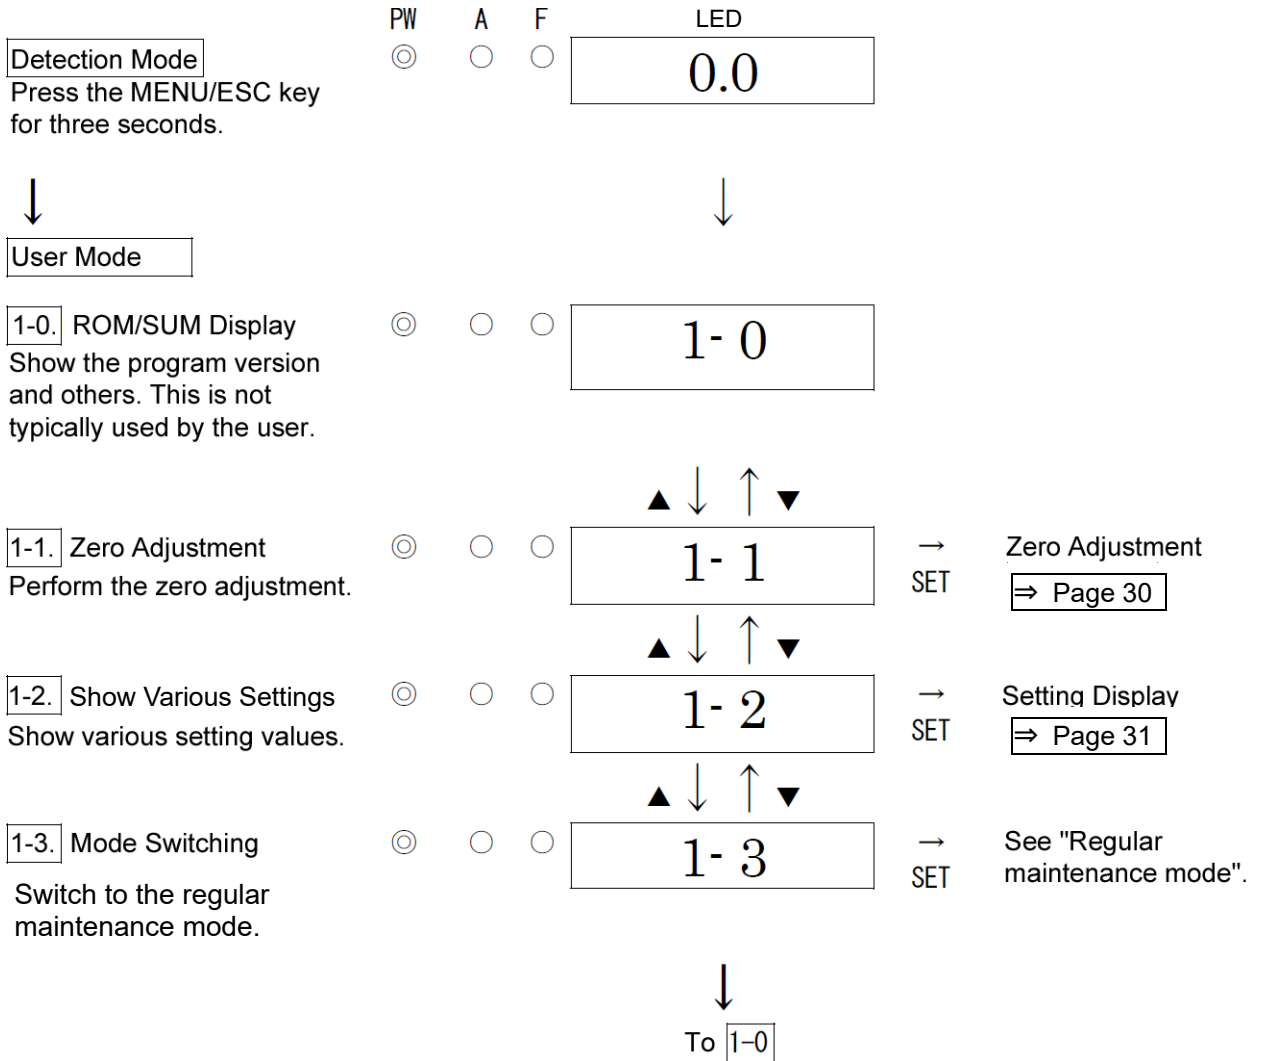 PW A F LED
Detection Mode ◎ ○ ○ 0.0
Press the MENU/ESC key
for three seconds.
↓ ↓
User Mode
1-0. ROM/SUM Display ◎ ○ ○ 1- 0
Show the program version
and others. This is not
typically used by the user.
▲ ↓ ↑ ▼
1-1. Zero Adjustment ◎ ○ ○ 1- 1 → Zero Adjustment
Perform the zero adjustment. SET ⇒ Page 30
▲ ↓ ↑ ▼
1-2. Show Various Settings ◎ ○ ○ 1- 2 → Setting Display
Show various setting values. SET ⇒ Page 31
▲ ↓ ↑ ▼
1-3. Mode Switching ◎ ○ ○ 1- 3 → See "Regular
SET maintenance mode".
Switch to the regular
maintenance mode.
↓
To 1-0